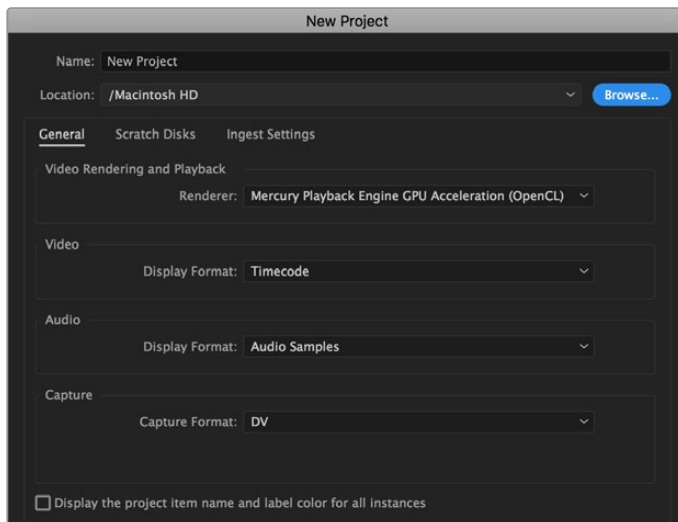 New Project
Name: New Project
Location: /Macintosh HD Browse...
General Scratch Disks Ingest Settings
Video Rendering and Playback
Renderer: Mercury Playback Engine GPU Acceleration (OpenCL)
Video
Display Format: Timecode
Audio
Display Format: Audio Samples
Capture
Capture Format: DV
Display the project item name and label color for all instances